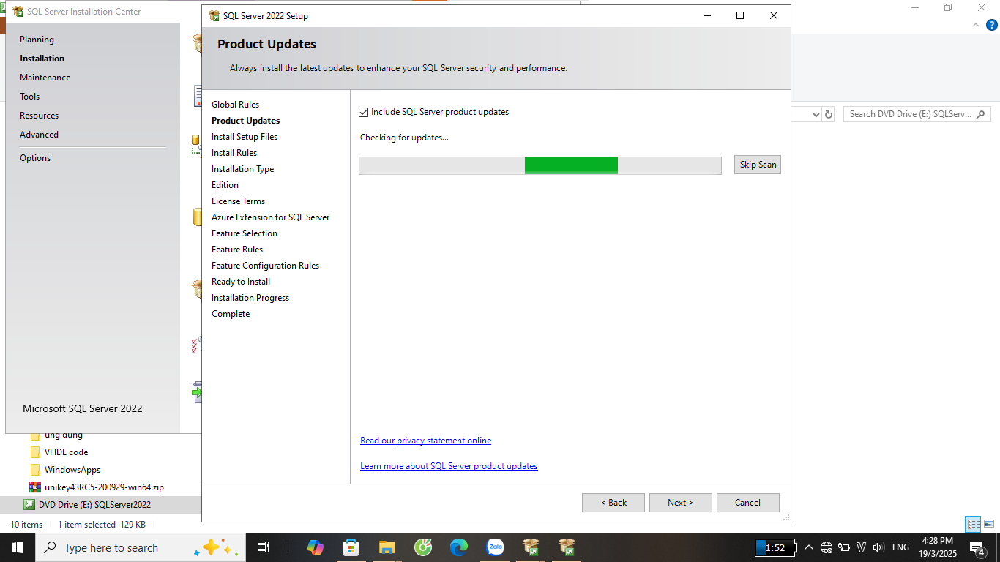 SQL Server Installation Center
Planning
Installation
Maintenance
Tools
Resources
Advanced
Options
Microsoft SQL Server 2022
SQL Server 2022 Setup
Product Updates
Always install the latest updates to enhance your SQL Server security and performance.
Global Rules
Product Updates
Install Setup Files
Install Rules
Installation Type
Edition
License Terms
Azure Extension for SQL Server
Feature Selection
Feature Rules
Feature Configuration Rules
Ready to Install
Installation Progress
Complete
Include SQL Server product updates
Checking for updates...
Skip Scan
Read our privacy statement online
Learn more about SQL Server product updates
< Back
Next >
Cancel
Search DVD Drive (E:) SQLServ...
ung dung
VHDL code
WindowsApps
unikey43RC5-200929-win64.zip
DVD Drive (E:) SQLServer2022
10 items 1 item selected 129 KB
Type here to search
Zalo
1:52
V
ENG
4:28 PM
19/3/2025
4